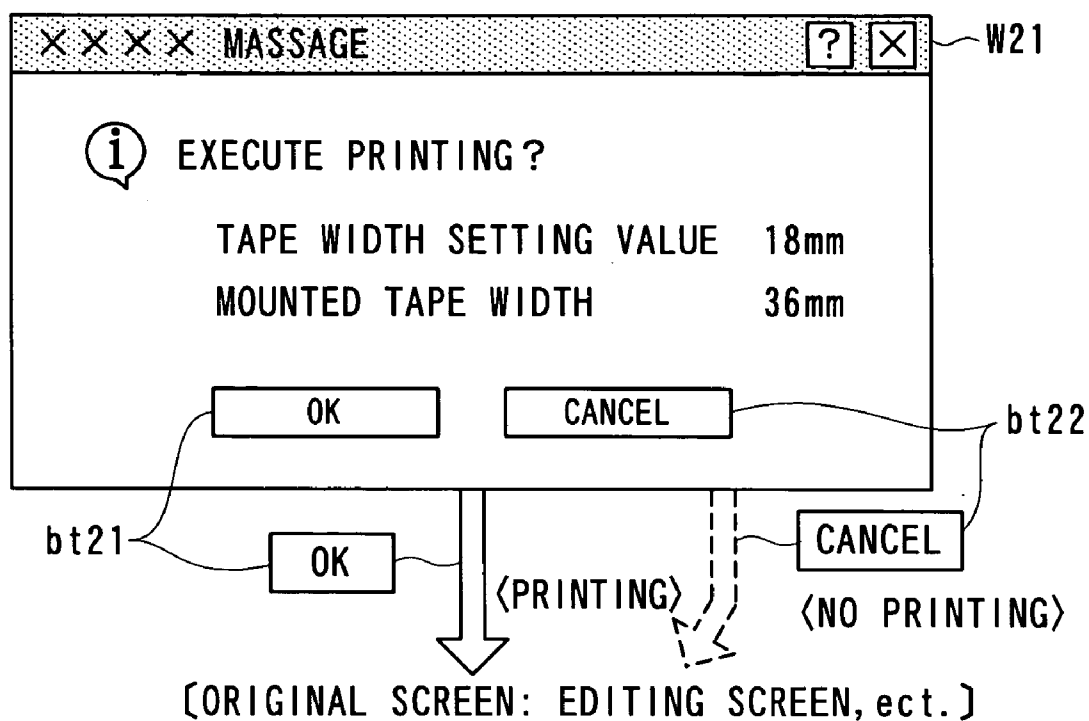 ×××× MASSAGE ? × W21
i EXECUTE PRINTING?
TAPE WIDTH SETTING VALUE 18mm
MOUNTED TAPE WIDTH 36mm
OK CANCEL
bt22
bt21
OK
CANCEL
〈PRINTING〉
〈NO PRINTING〉
〔ORIGINAL SCREEN: EDITING SCREEN, ect.〕